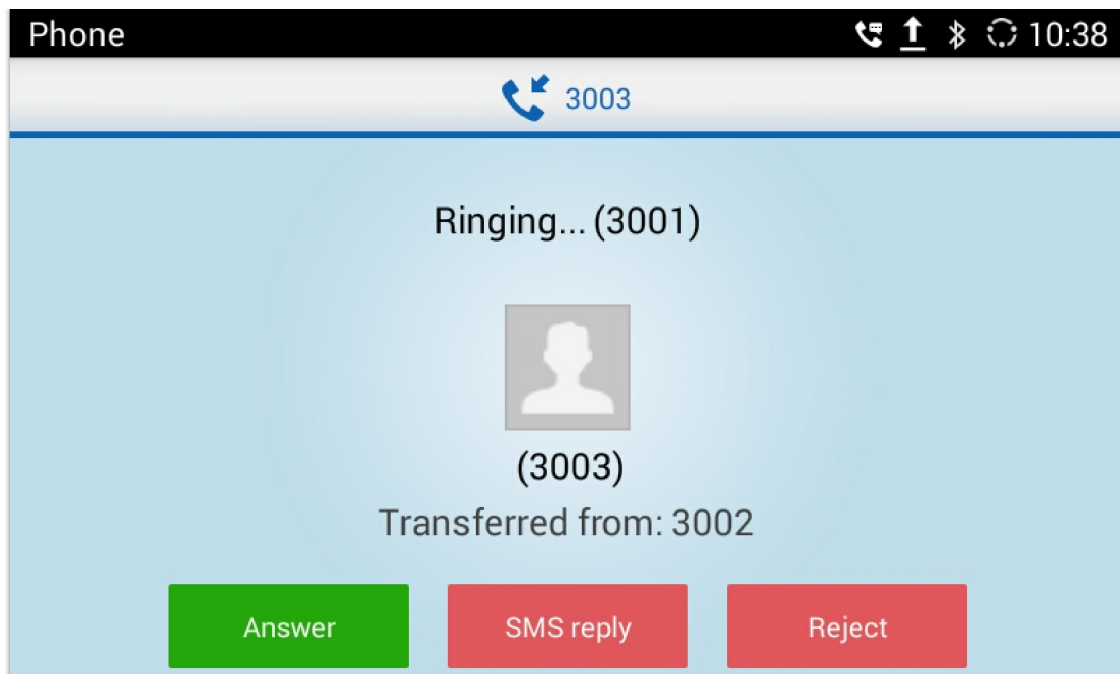 Phone 10:38
3003
Ringing... (3001)
(3003)
Transferred from: 3002
Answer SMS reply Reject